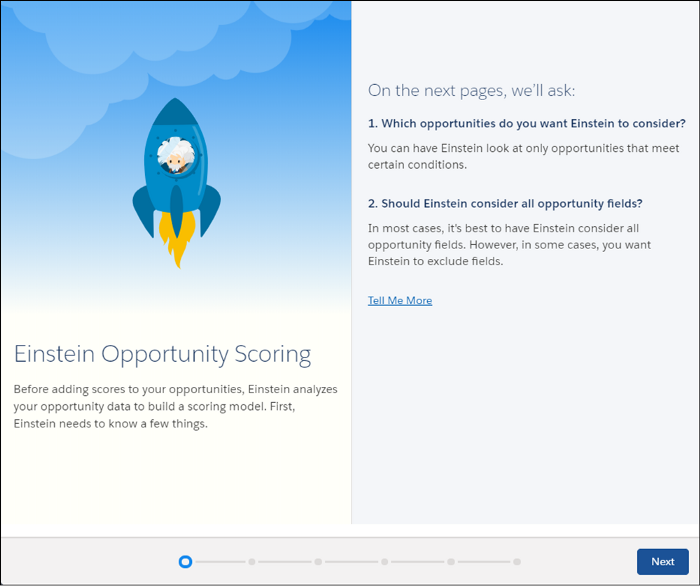 Einstein Opportunity Scoring
Before adding scores to your opportunities, Einstein analyzes
your opportunity data to build a scoring model. First,
Einstein needs to know a few things.
On the next pages, we’ll ask:
1. Which opportunities do you want Einstein to consider?
You can have Einstein look at only opportunities that meet
certain conditions.
2. Should Einstein consider all opportunity fields?
In most cases, it's best to have Einstein consider all
opportunity fields. However, in some cases, you want
Einstein to exclude fields.
Tell Me More
Next